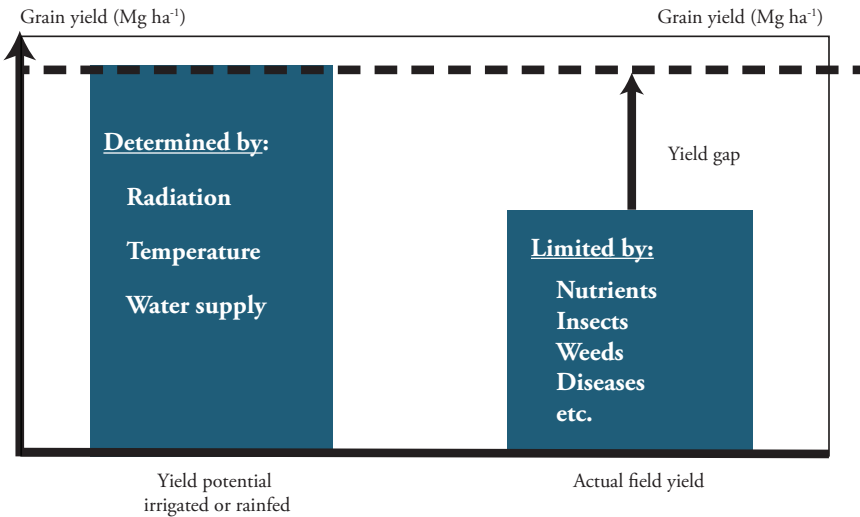 Grain yield (Mg ha⁻¹)
Grain yield (Mg ha⁻¹)
Determined by:
Radiation
Temperature
Water supply
Yield gap
Limited by:
Nutrients
Insects
Weeds
Diseases
etc.
Yield potential
irrigated or rainfed
Actual field yield